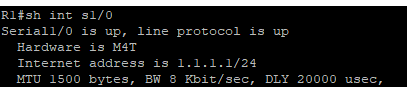 R1#sh int s1/0
Serial1/0 is up, line protocol is up
  Hardware is M4T
  Internet address is 1.1.1.1/24
  MTU 1500 bytes, BW 8 Kbit/sec, DLY 20000 usec,